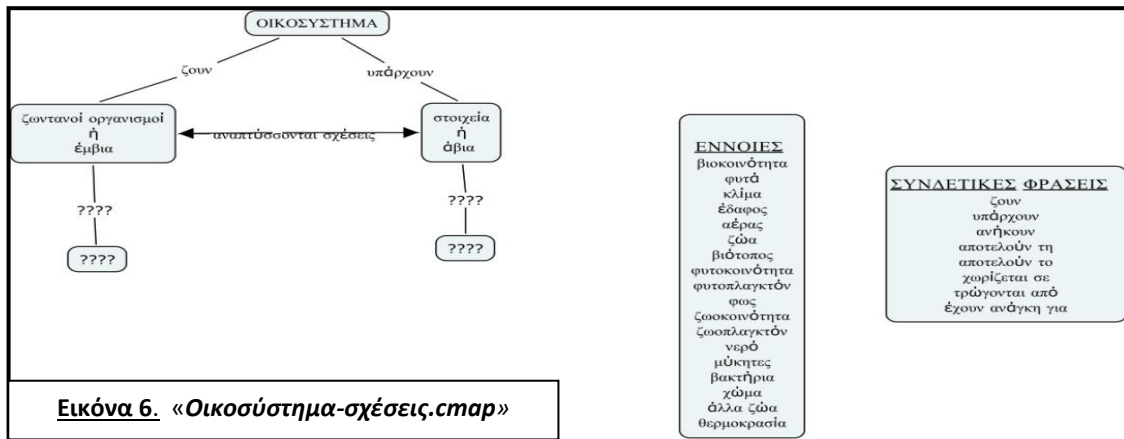 ΟΙΚΟΣΥΣΤΗΜΑ
ζουν
υπάρχουν
ζωντανοί οργανισμοί
ή
έμβια
αναπτύσσονται σχέσεις
στοιχεία
ή
άβια
????
????
????
????
ΕΝΝΟΙΕΣ
βιοκοινότητα
φυτά
κλίμα
έδαφος
αέρας
ζώα
βιότοπος
φυτοκοινότητα
φυτοπλαγκτόν
φως
ζωοκοινότητα
ζωοπλαγκτόν
νερό
μύκητες
βακτήρια
χώμα
άλλα ζώα
θερμοκρασία
ΣΥΝΔΕΤΙΚΕΣ ΦΡΑΣΕΙΣ
ζουν
υπάρχουν
ανήκουν
αποτελούν τη
αποτελούν το
χωρίζεται σε
τρώγονται από
έχουν ανάγκη για
Εικόνα 6. «Οικοσύστημα-σχέσεις.cmap»